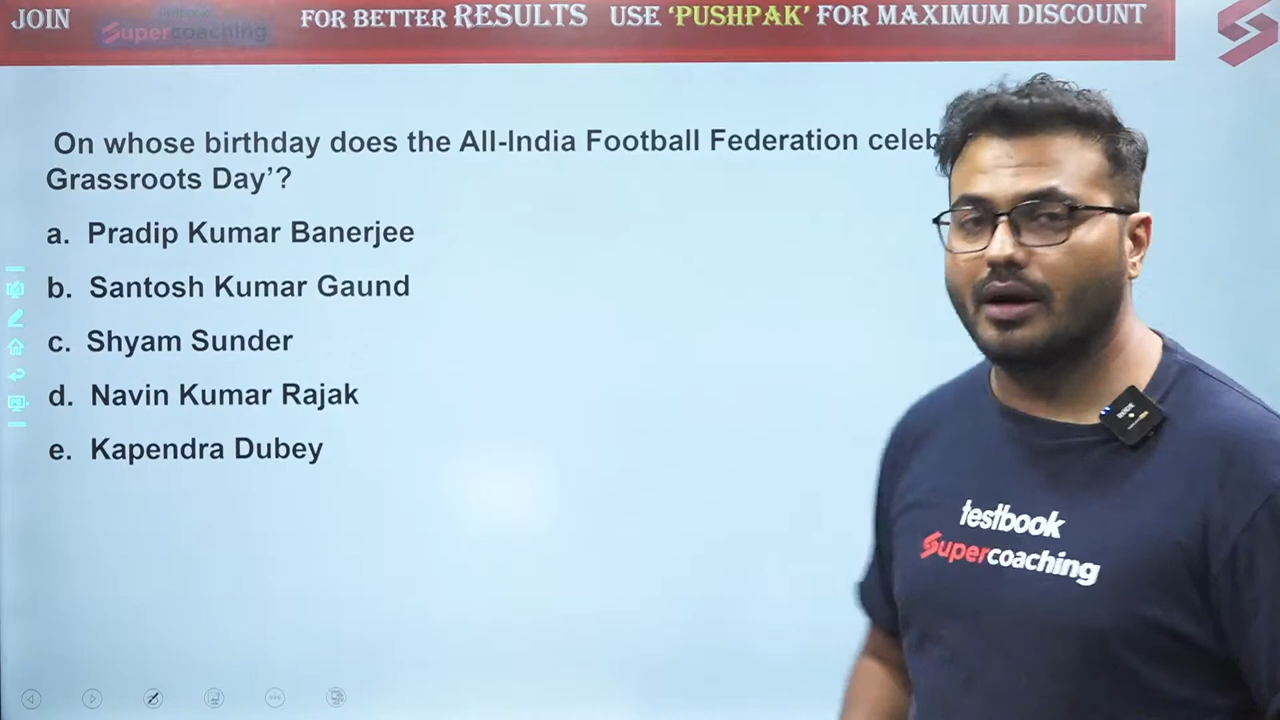 JOIN
testbook
Supercoaching
FOR BETTER RESULTS USE ‘PUSHPAK’ FOR MAXIMUM DISCOUNT
On whose birthday does the All-India Football Federation
Grassroots Day’?
a. Pradip Kumar Banerjee
b. Santosh Kumar Gaund
c. Shyam Sunder
d. Navin Kumar Rajak
e. Kapendra Dubey
testbook
Supercoaching